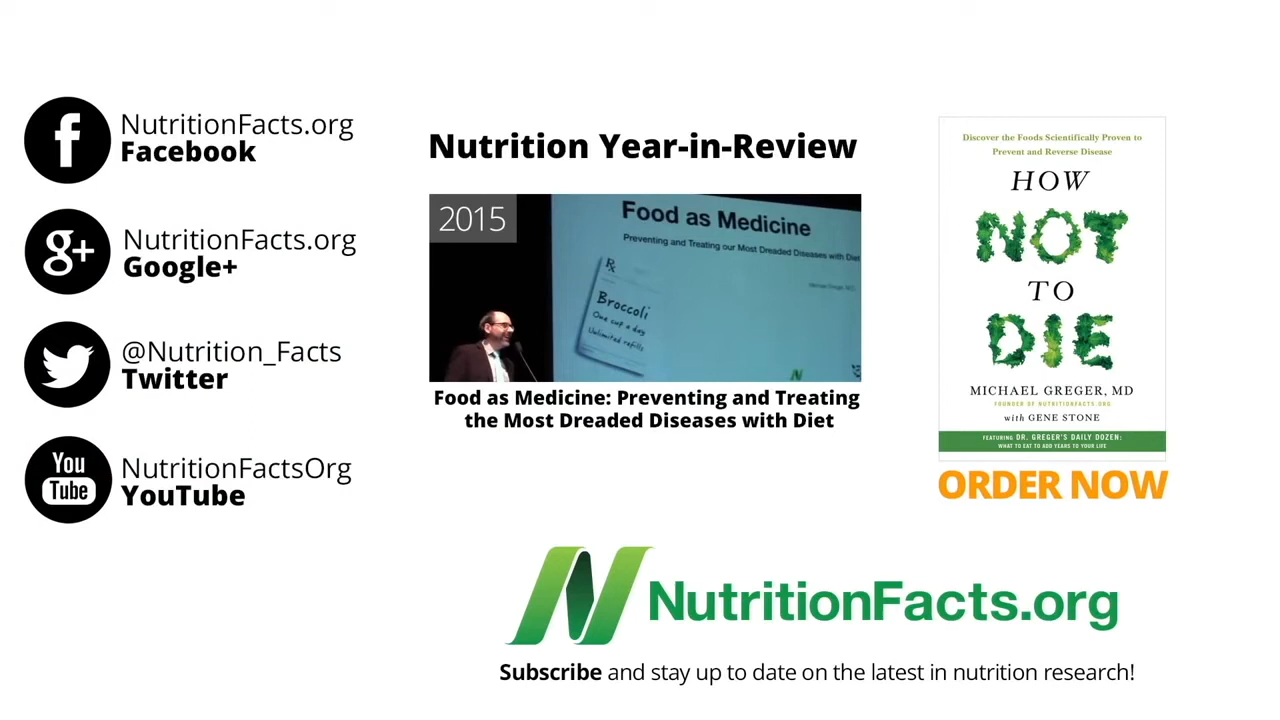 NutritionFacts.org
Facebook
g+
NutritionFacts.org
Google+
@Nutrition_Facts
Twitter
You
Tube
NutritionFactsOrg
YouTube
Nutrition Year-in-Review
2015
Food as Medicine
Preventing and Treating our Most Dreaded Diseases with Diet
Michael Greger, MD
Rx
Broccoli
One cup a day
Unlimited refills
Food as Medicine: Preventing and Treating
the Most Dreaded Diseases with Diet
Discover the Foods Scientifically Proven to
Prevent and Reverse Disease
HOW
NOT
TO
DIE
MICHAEL GREGER, MD
FOUNDER OF NUTRITIONFACTS.ORG
with GENE STONE
FEATURING DR. GREGER'S DAILY DOZEN:
WHAT TO EAT TO ADD YEARS TO YOUR LIFE
ORDER NOW
NutritionFacts.org
Subscribe and stay up to date on the latest in nutrition research!